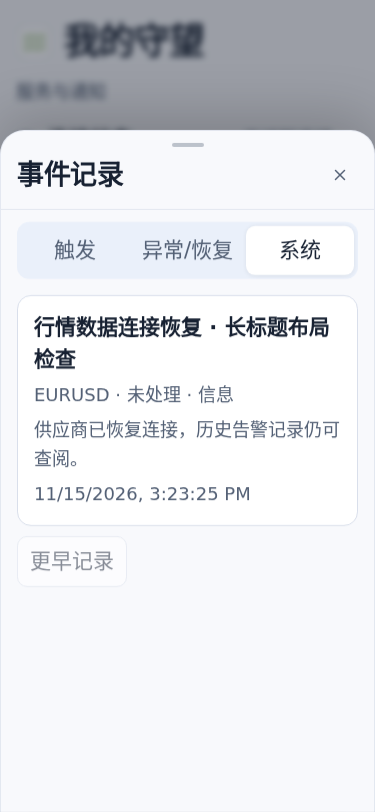 我的守望
服务与通知
事件记录
×
触发
异常/恢复
系统
行情数据连接恢复 · 长标题布局
检查
EURUSD · 未处理 · 信息
供应商已恢复连接，历史告警记录仍可
查阅。
11/15/2026, 3:23:25 PM
更早记录